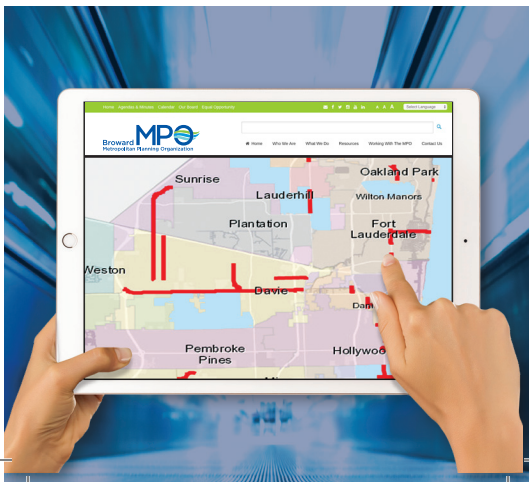 Home Agendas & Minutes Calendar Our Board Equal Opportunity
A A A Select Language
Broward MPO
Metropolitan Planning Organization
Home Who We Are What We Do Resources Working With The MPO Contact Us
Oakland Park
Sunrise
Lauderhill
Wilton Manors
Plantation
Fort
Lauderdale
Weston
Davie
Pembroke
Pines